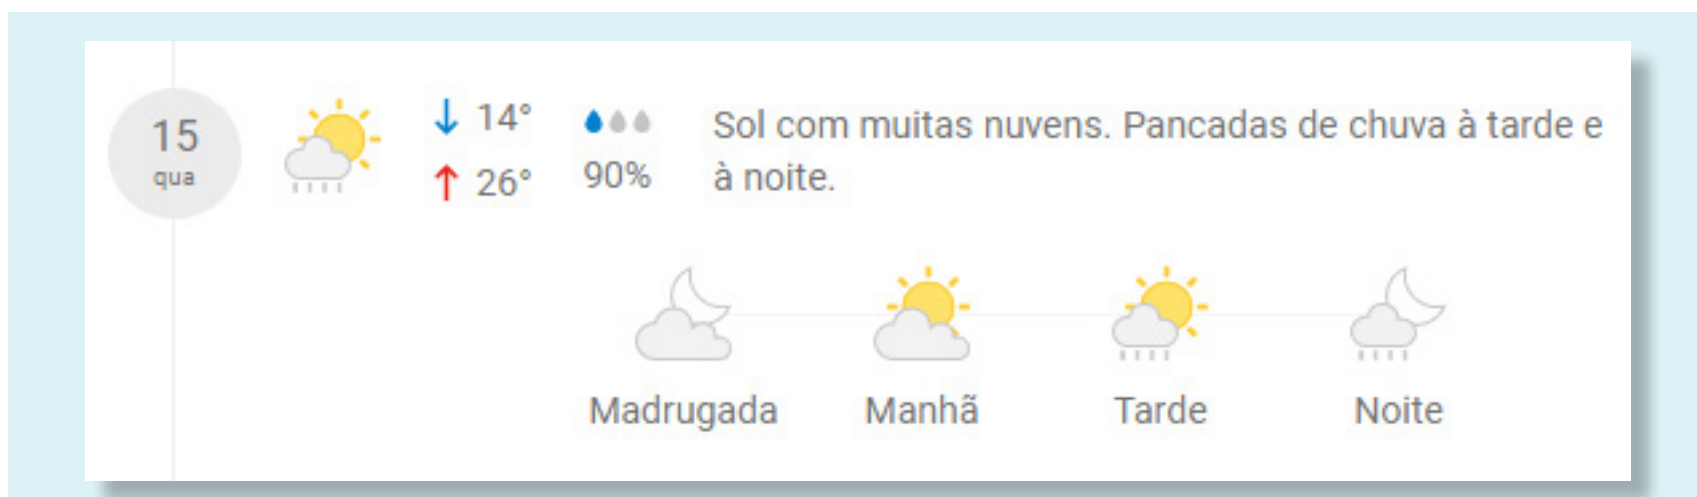 15
qua
14°
26°
90%
Sol com muitas nuvens. Pancadas de chuva à tarde e
à noite.
Madrugada
Manhã
Tarde
Noite